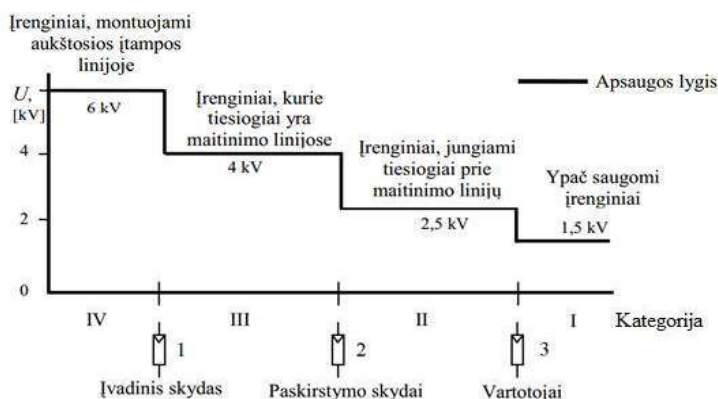 Įrenginiai, montuojami
aukštosios įtampos
linijoje
U,
[kV]
6 kV
Įrenginiai, kurie
tiesiogiai yra
maitinimo linijose
4 kV
Apsaugos lygis
Įrenginiai, jungiami
tiesiogiai prie
maitinimo linijų
2,5 kV
Ypač saugomi
įrenginiai
1,5 kV
4
2
0
IV III II I Kategorija
1 2 3
Įvadinis skydas Paskirstymo skydai Vartotojai